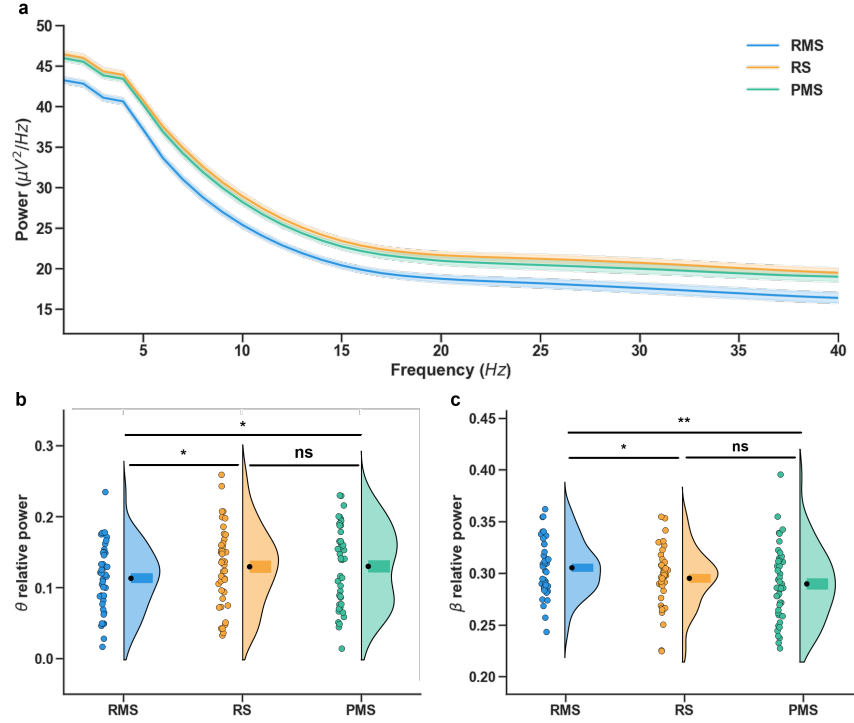 a
50
45
40
35
30
25
20
15
Power (μV²/Hz)
RMS
RS
PMS
5
10
15
20
25
30
35
40
Frequency (Hz)
b
*
*
ns
0.3
0.2
0.1
0.0
θ relative power
RMS
RS
PMS
c
**
*
ns
0.45
0.40
0.35
0.30
0.25
0.20
β relative power
RMS
RS
PMS